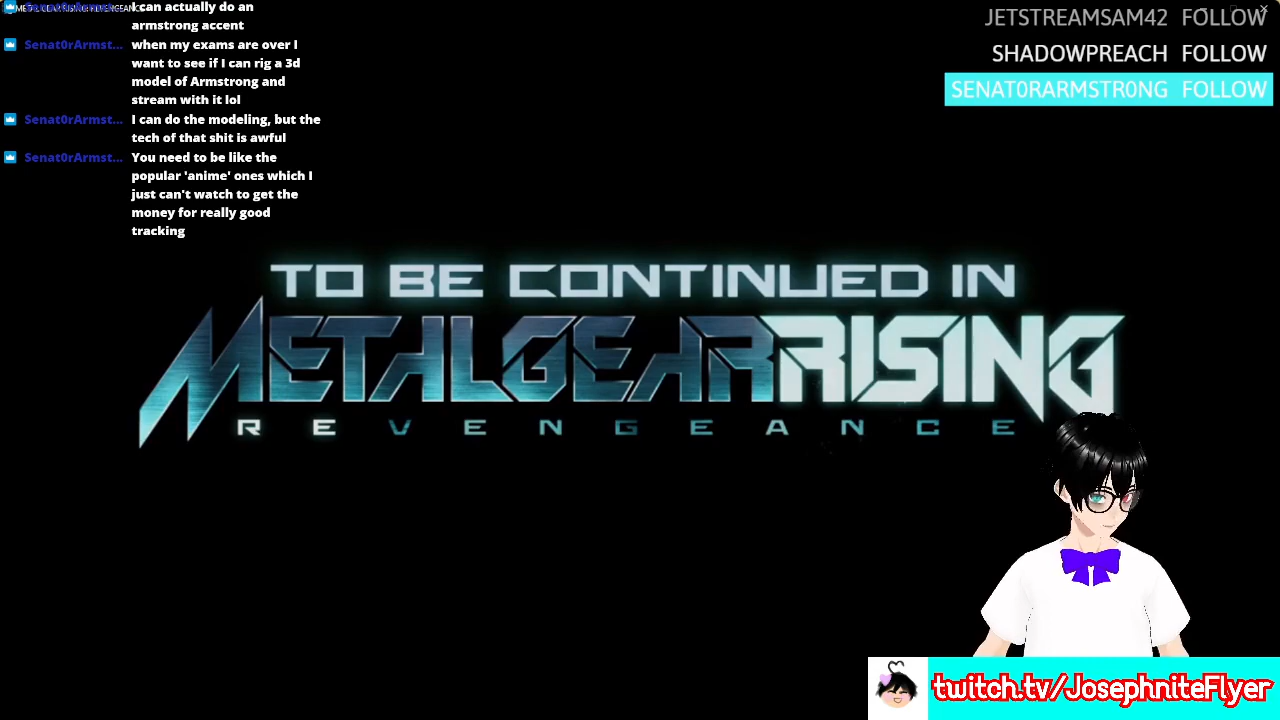 Senat0rArmst... I can actually do an
armstrong accent
Senat0rArmst... when my exams are over I
want to see if I can rig a 3d
model of Armstrong and
stream with it lol
Senat0rArmst... I can do the modeling, but the
tech of that shit is awful
Senat0rArmst... You need to be like the
popular 'anime' ones which I
just can't watch to get the
money for really good
tracking
JETSTREAMSAM42 FOLLOW
SHADOWPREACH FOLLOW
SENAT0RARMSTR0NG FOLLOW
TO BE CONTINUED IN
METAL GEAR RISING
REVENGEANCE
twitch.tv/JosephniteFlyer